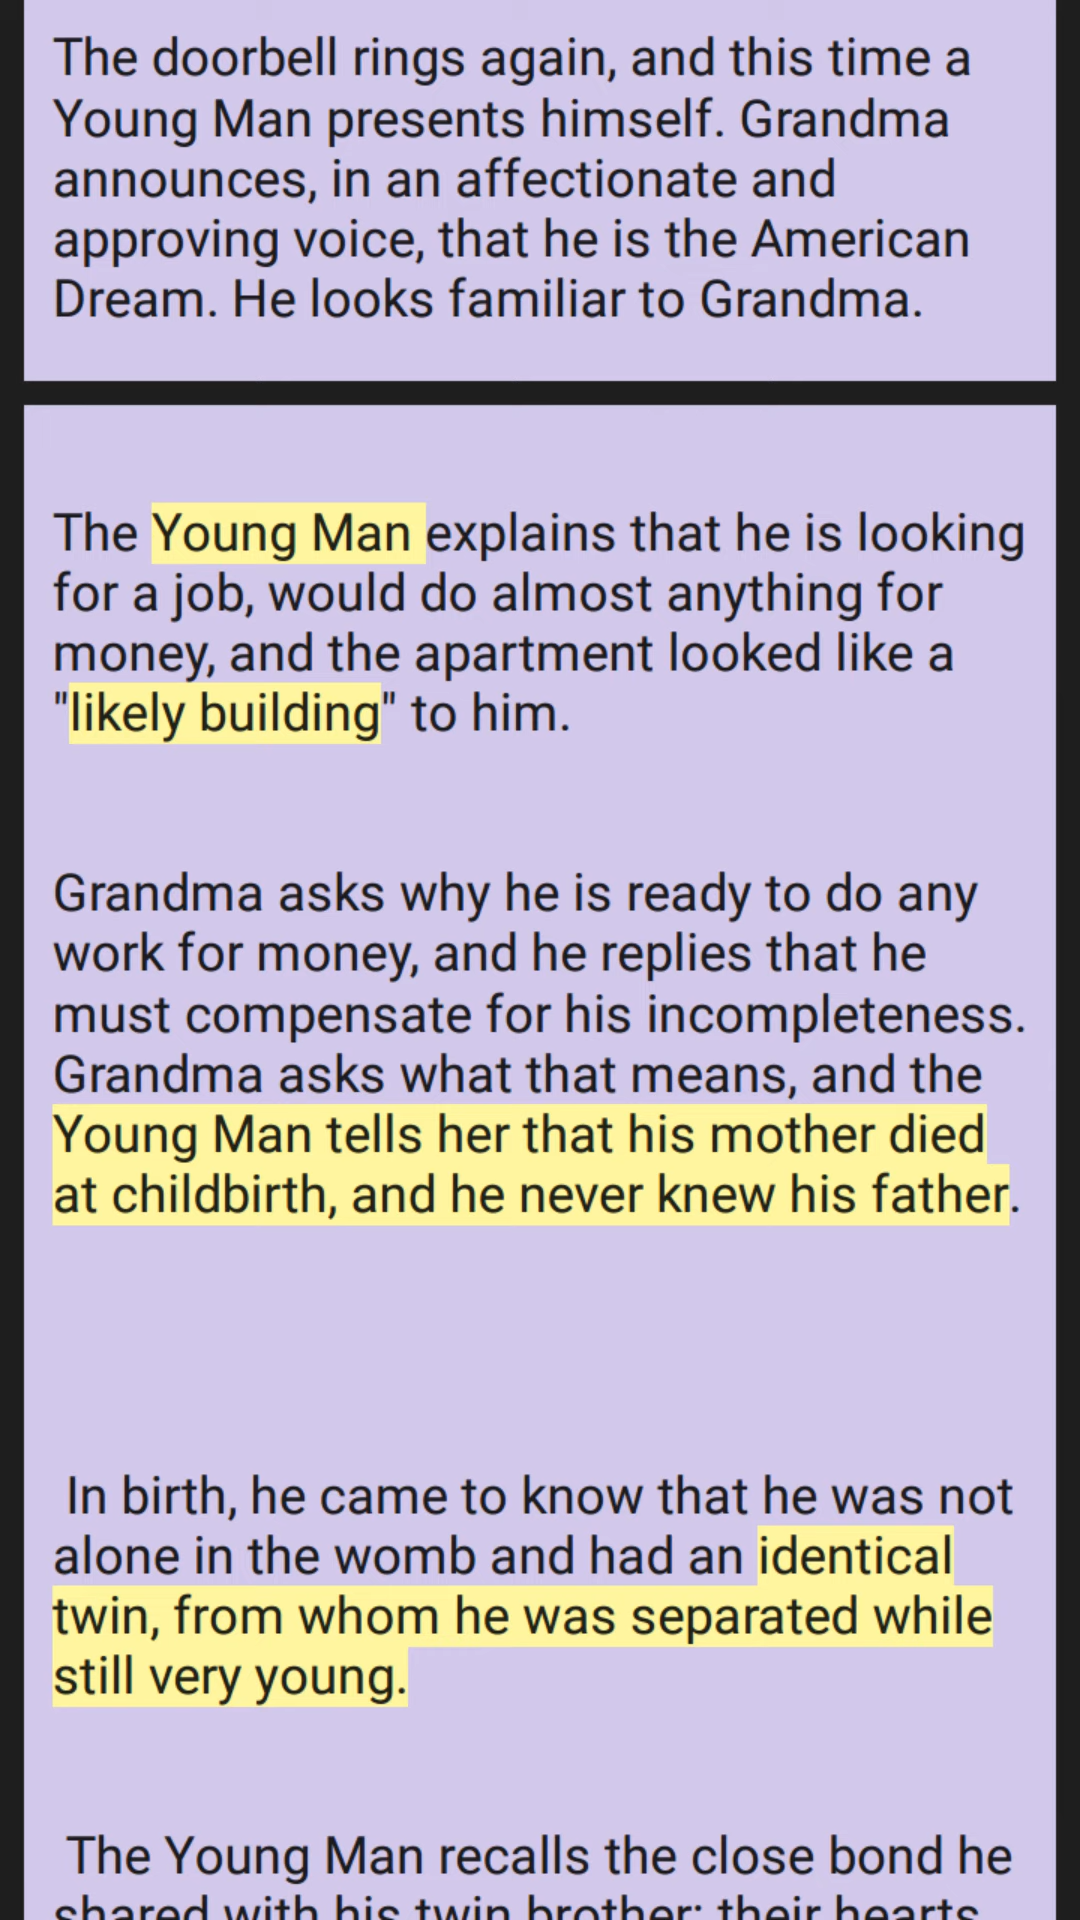 The doorbell rings again, and this time a
Young Man presents himself. Grandma
announces, in an affectionate and
approving voice, that he is the American
Dream. He looks familiar to Grandma.
The Young Man explains that he is looking
for a job, would do almost anything for
money, and the apartment looked like a
"likely building" to him.
Grandma asks why he is ready to do any
work for money, and he replies that he
must compensate for his incompleteness.
Grandma asks what that means, and the
Young Man tells her that his mother died
at childbirth, and he never knew his father.
In birth, he came to know that he was not
alone in the womb and had an identical
twin, from whom he was separated while
still very young.
The Young Man recalls the close bond he
shared with his twin brother; their hearts